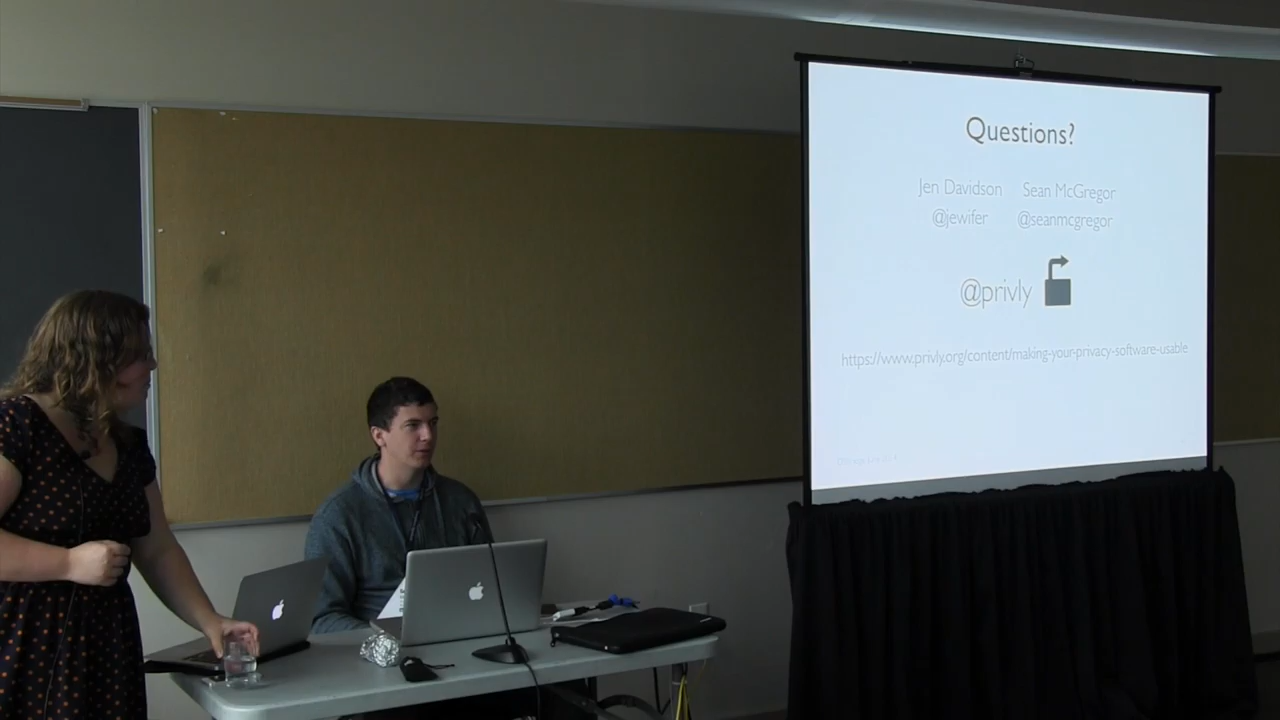 Questions?
Jen Davidson Sean McGregor
@jewifer @seanmcgregor
@privly
https://www.privly.org/content/making-your-privacy-software-usable